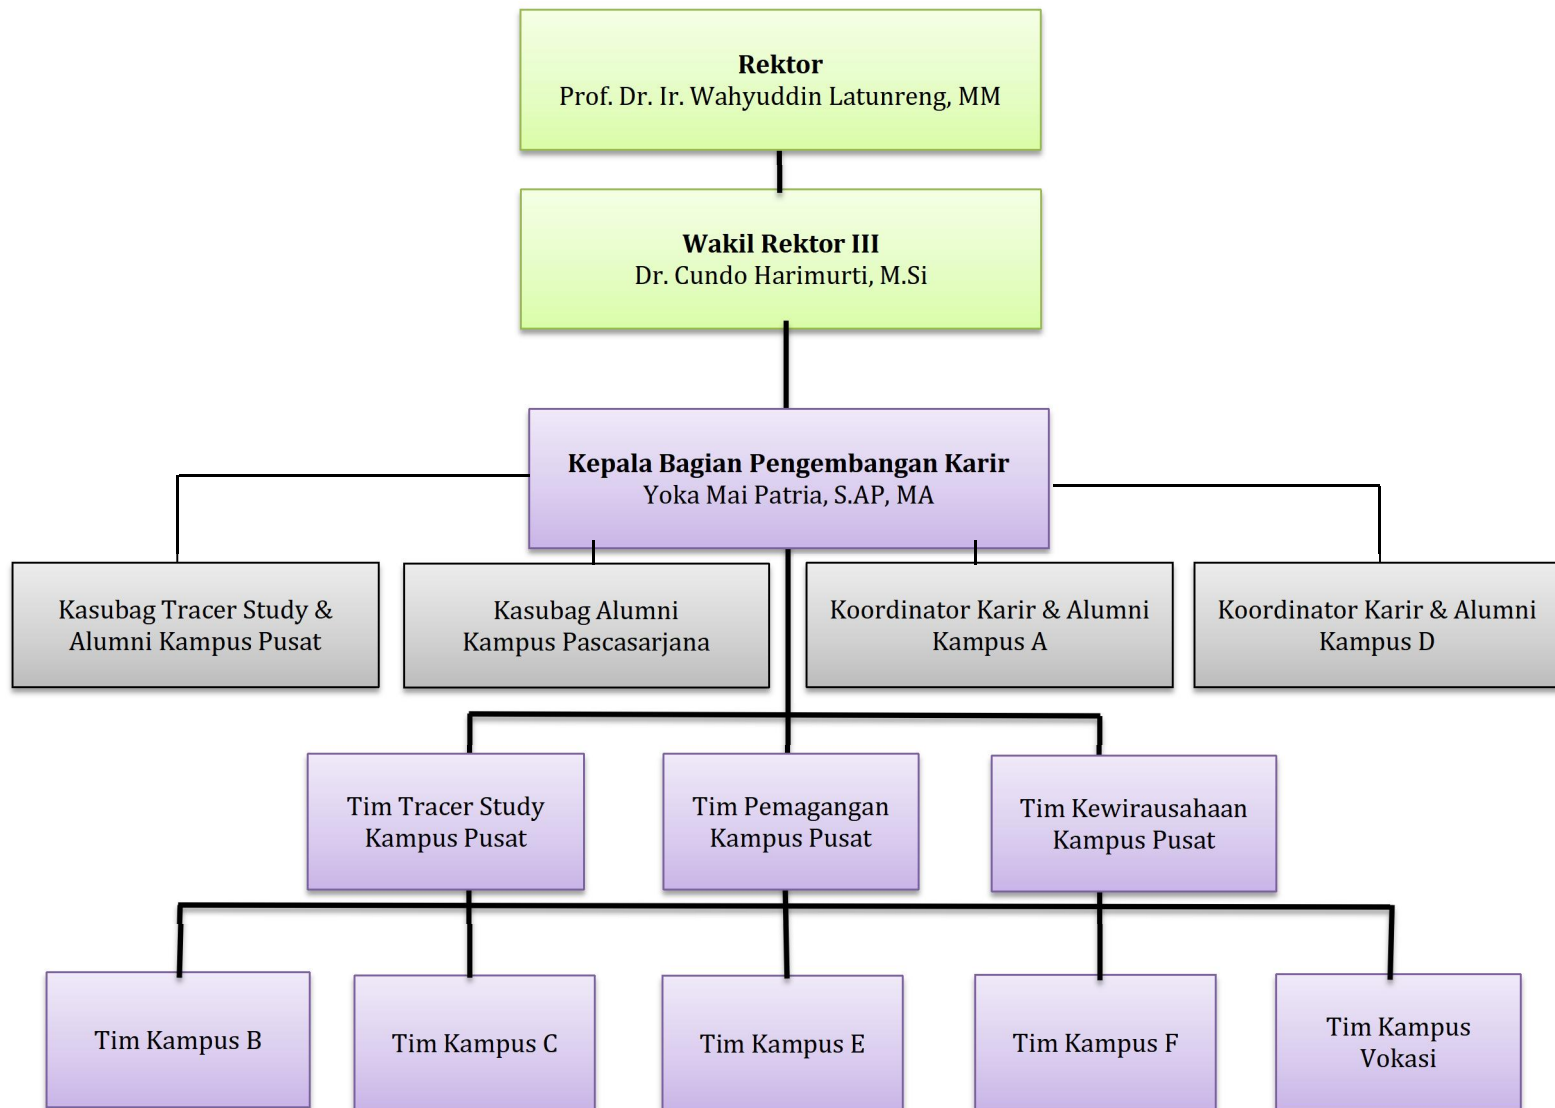 Rektor
Prof. Dr. Ir. Wahyuddin Latunreng, MM
Wakil Rektor III
Dr. Cundo Harimurti, M.Si
Kepala Bagian Pengembangan Karir
Yoka Mai Patria, S.AP, MA
Kasubag Tracer Study &
Alumni Kampus Pusat
Kasubag Alumni
Kampus Pascasarjana
Koordinator Karir & Alumni
Kampus A
Koordinator Karir & Alumni
Kampus D
Tim Tracer Study
Kampus Pusat
Tim Pemagangan
Kampus Pusat
Tim Kewirausahaan
Kampus Pusat
Tim Kampus B
Tim Kampus C
Tim Kampus E
Tim Kampus F
Tim Kampus
Vokasi